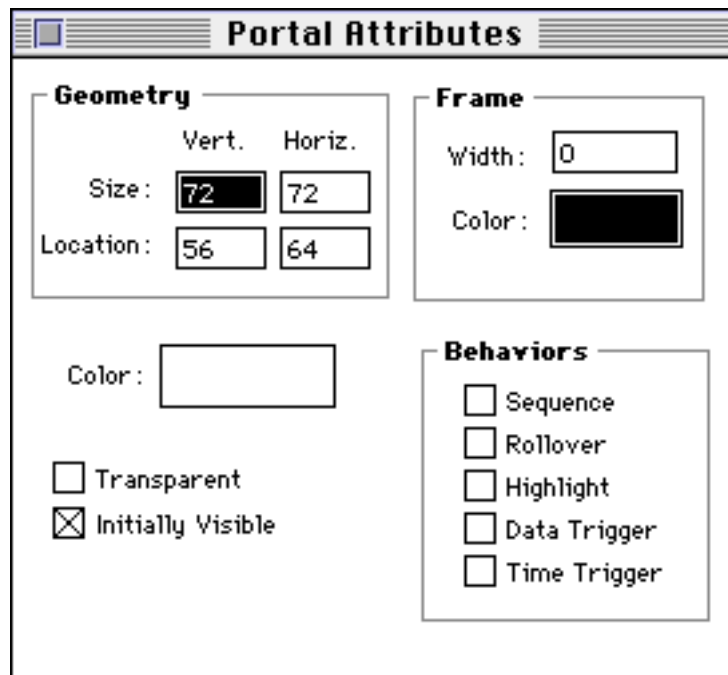 Portal Attributes
Geometry
Vert. Horiz.
Size: 72 72
Location: 56 64
Frame
Width: 0
Color:
Color:
Transparent
Initially Visible
Behaviors
Sequence
Rollover
Highlight
Data Trigger
Time Trigger